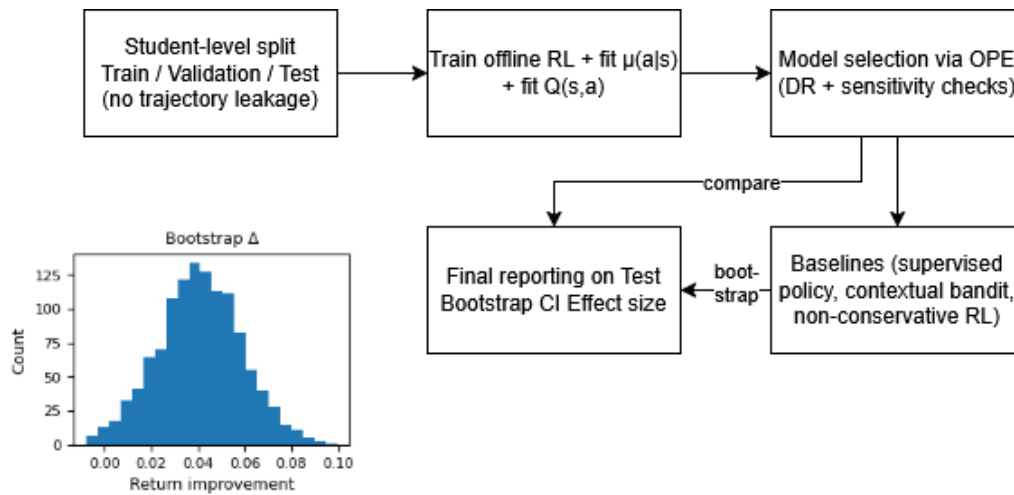 Student-level split
Train / Validation / Test
(no trajectory leakage)
Train offline RL + fit μ(a|s)
+ fit Q(s,a)
Model selection via OPE
(DR + sensitivity checks)
compare
Final reporting on Test
Bootstrap CI Effect size
boot-
strap
Baselines (supervised
policy, contextual bandit,
non-conservative RL)
Bootstrap Δ
Count
125
100
75
50
25
0
0.00 0.02 0.04 0.06 0.08 0.10
Return improvement